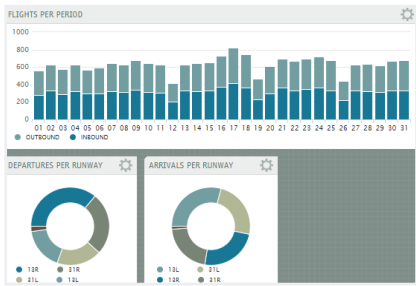 FLIGHTS PER PERIOD
1000
800
600
400
200
0
01 02 03 04 05 06 07 08 09 10 11 12 13 14 15 16 17 18 19 20 21 22 23 24 25 26 27 28 29 30 31
OUTBOUND INBOUND
DEPARTURES PER RUNWAY
ARRIVALS PER RUNWAY
13R 31R
31L 13L
13L 31L
13R 31R